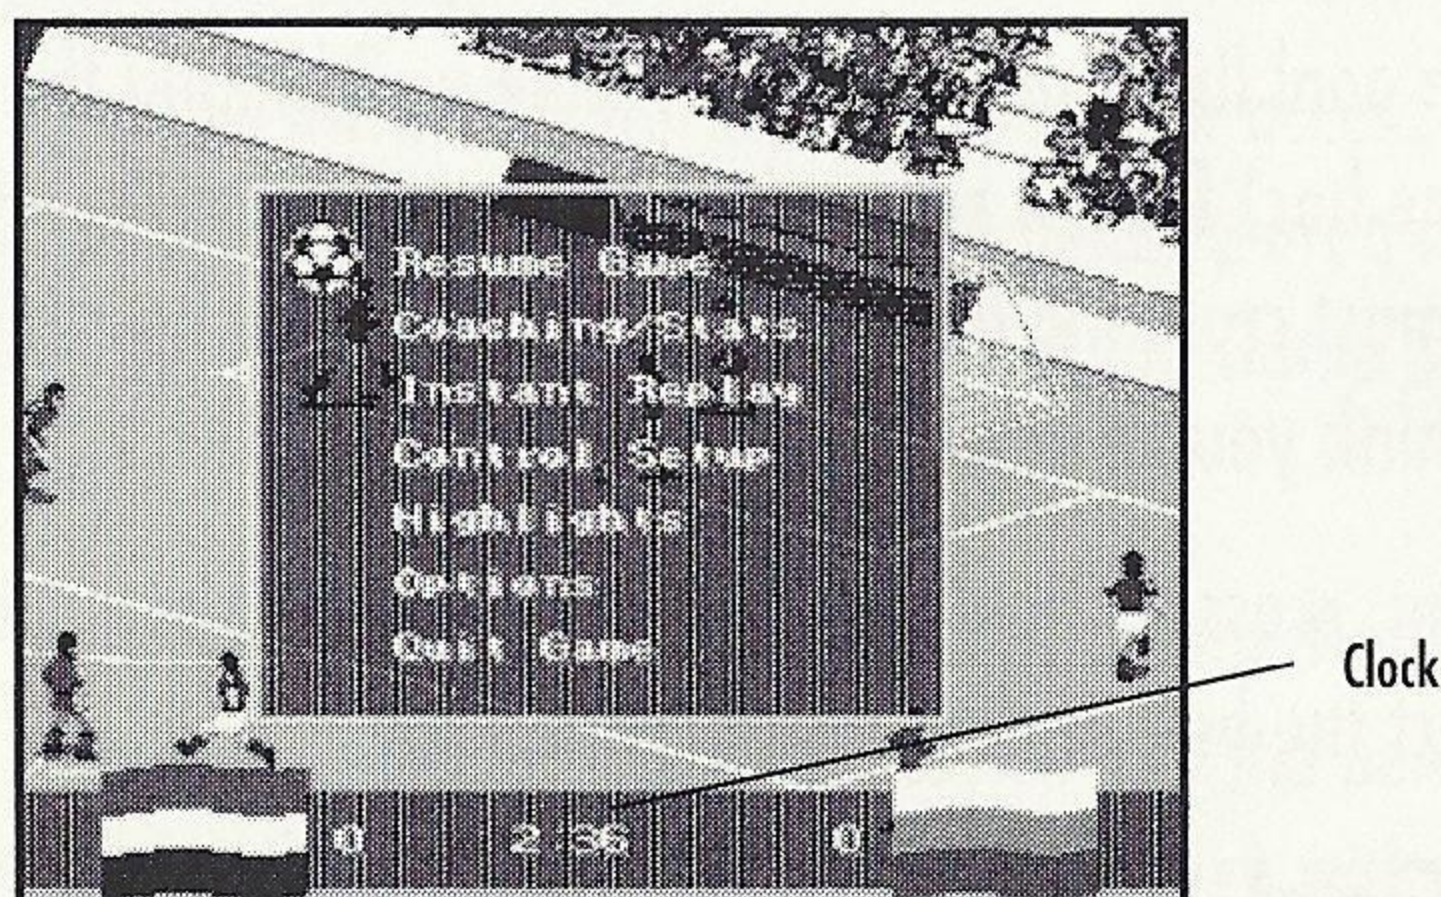 Resume Game
Coaching/Stats
Instant Replay
Control Setup
Highlights
Options
Quit Game
Clock
0 2:36 0